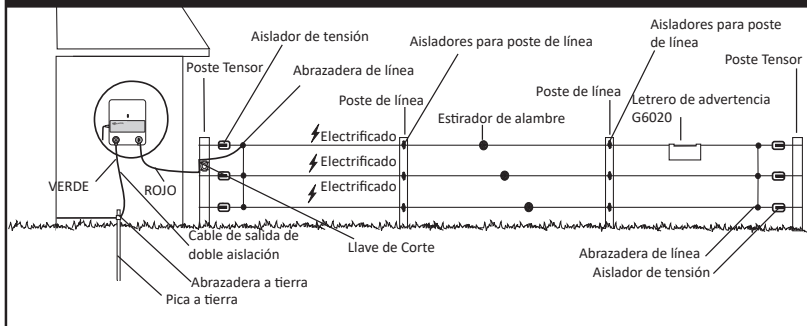 Aislador de tensión
Aisladores para poste de línea
Aisladores para poste
de línea
Poste Tensor
Abrazadera de línea
Poste Tensor
Poste de línea
Poste de línea
Letrero de advertencia
G6020
Estirador de alambre
Electrificado
Electrificado
Electrificado
VERDE
ROJO
Cable de salida de
doble aislación
Llave de Corte
Abrazadera de línea
Aislador de tensión
Abrazadera a tierra
Pica a tierra